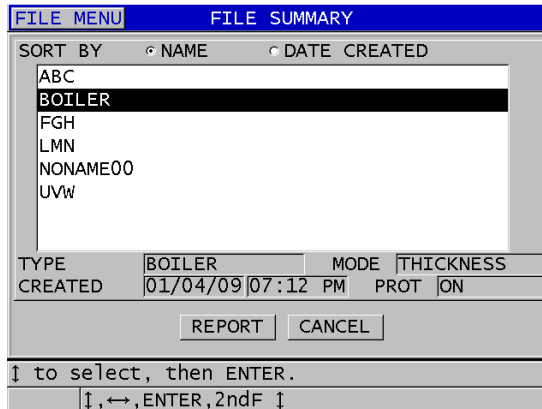 FILE MENU FILE SUMMARY
SORT BY NAME DATE CREATED
ABC
BOILER
FGH
LMN
NONAME00
UVW
TYPE BOILER MODE THICKNESS
CREATED 01/04/09 07:12 PM PROT ON
REPORT CANCEL
↕ to select, then ENTER.
↕,↔,ENTER,2ndF ↕